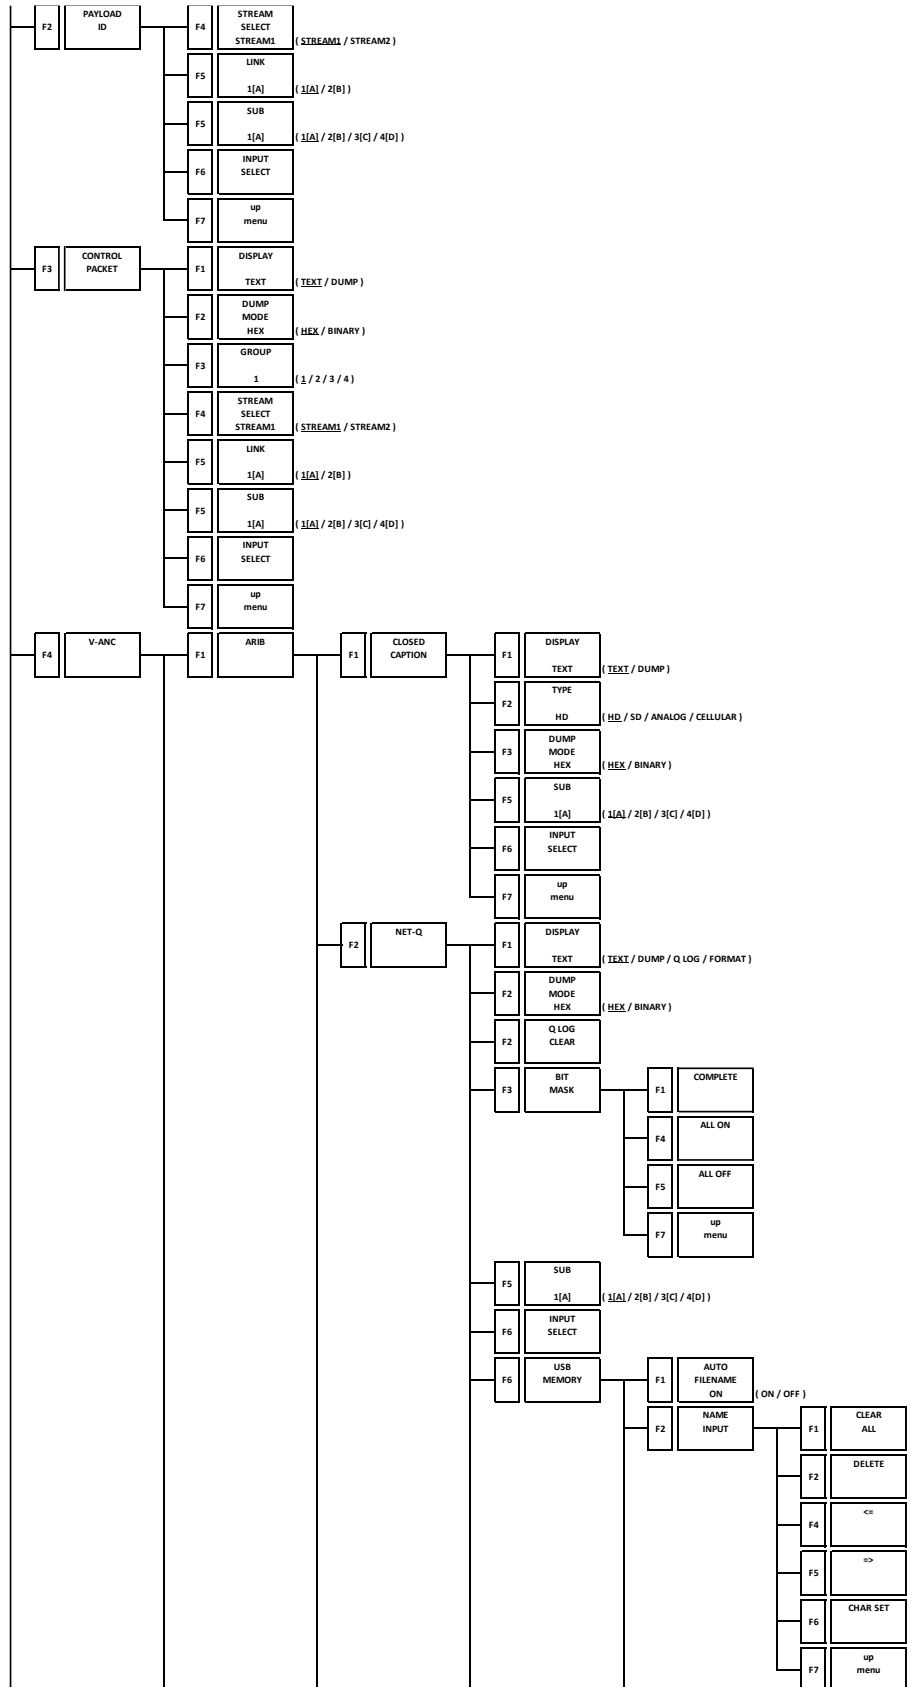 F2
PAYLOAD
ID
F4
STREAM
SELECT
STREAM1
( STREAM1 / STREAM2 )
F5
LINK
1[A]
( 1[A] / 2[B] )
F5
SUB
1[A]
( 1[A] / 2[B] / 3[C] / 4[D] )
F6
INPUT
SELECT
F7
up
menu
F3
CONTROL
PACKET
F1
DISPLAY
TEXT
( TEXT / DUMP )
F2
DUMP
MODE
HEX
( HEX / BINARY )
F3
GROUP
1
( 1 / 2 / 3 / 4 )
F4
STREAM
SELECT
STREAM1
( STREAM1 / STREAM2 )
F5
LINK
1[A]
( 1[A] / 2[B] )
F5
SUB
1[A]
( 1[A] / 2[B] / 3[C] / 4[D] )
F6
INPUT
SELECT
F7
up
menu
F4
V-ANC
F1
ARIB
F1
CLOSED
CAPTION
F1
DISPLAY
TEXT
( TEXT / DUMP )
F2
TYPE
HD
( HD / SD / ANALOG / CELLULAR )
F3
DUMP
MODE
HEX
( HEX / BINARY )
F5
SUB
1[A]
( 1[A] / 2[B] / 3[C] / 4[D] )
F6
INPUT
SELECT
F7
up
menu
F2
NET-Q
F1
DISPLAY
TEXT
( TEXT / DUMP / Q LOG / FORMAT )
F2
DUMP
MODE
HEX
( HEX / BINARY )
F2
Q LOG
CLEAR
F3
BIT
MASK
F1
COMPLETE
F4
ALL ON
F5
ALL OFF
F7
up
menu
F5
SUB
1[A]
( 1[A] / 2[B] / 3[C] / 4[D] )
F6
INPUT
SELECT
F6
USB
MEMORY
F1
AUTO
FILENAME
ON
( ON / OFF )
F2
NAME
INPUT
F1
CLEAR
ALL
F2
DELETE
F4
<=
F5
=>
F6
CHAR SET
F7
up
menu